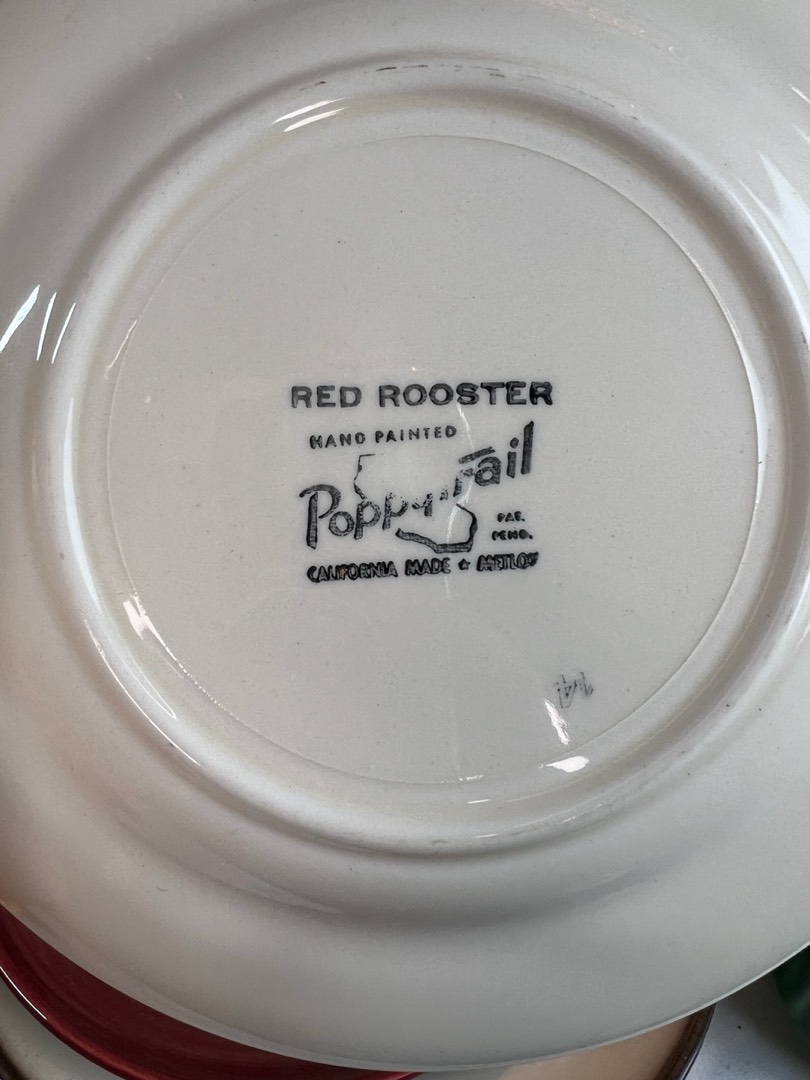 RED ROOSTER
HAND PAINTED
Poppytrail
PAT.
PEND.
CALIFORNIA MADE ☆ METLOX
14